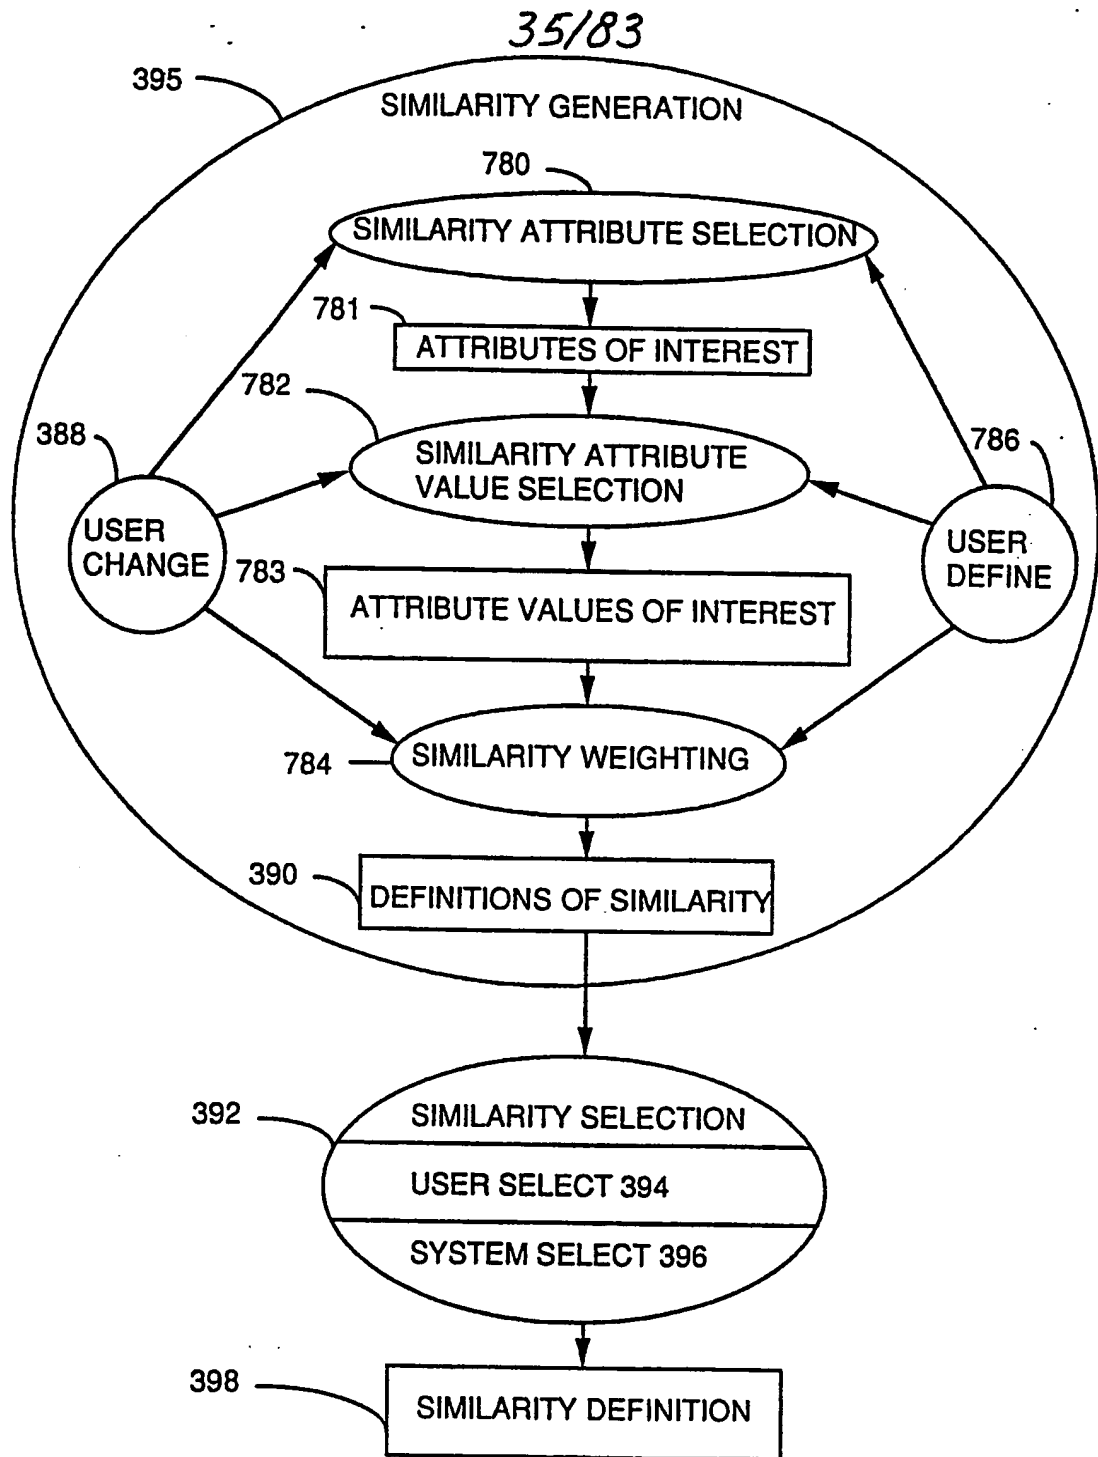 35/83
395
SIMILARITY GENERATION
780
SIMILARITY ATTRIBUTE SELECTION
781
ATTRIBUTES OF INTEREST
782
388
SIMILARITY ATTRIBUTE
VALUE SELECTION
786
USER
CHANGE
USER
DEFINE
783
ATTRIBUTE VALUES OF INTEREST
784
SIMILARITY WEIGHTING
390
DEFINITIONS OF SIMILARITY
392
SIMILARITY SELECTION
USER SELECT 394
SYSTEM SELECT 396
398
SIMILARITY DEFINITION